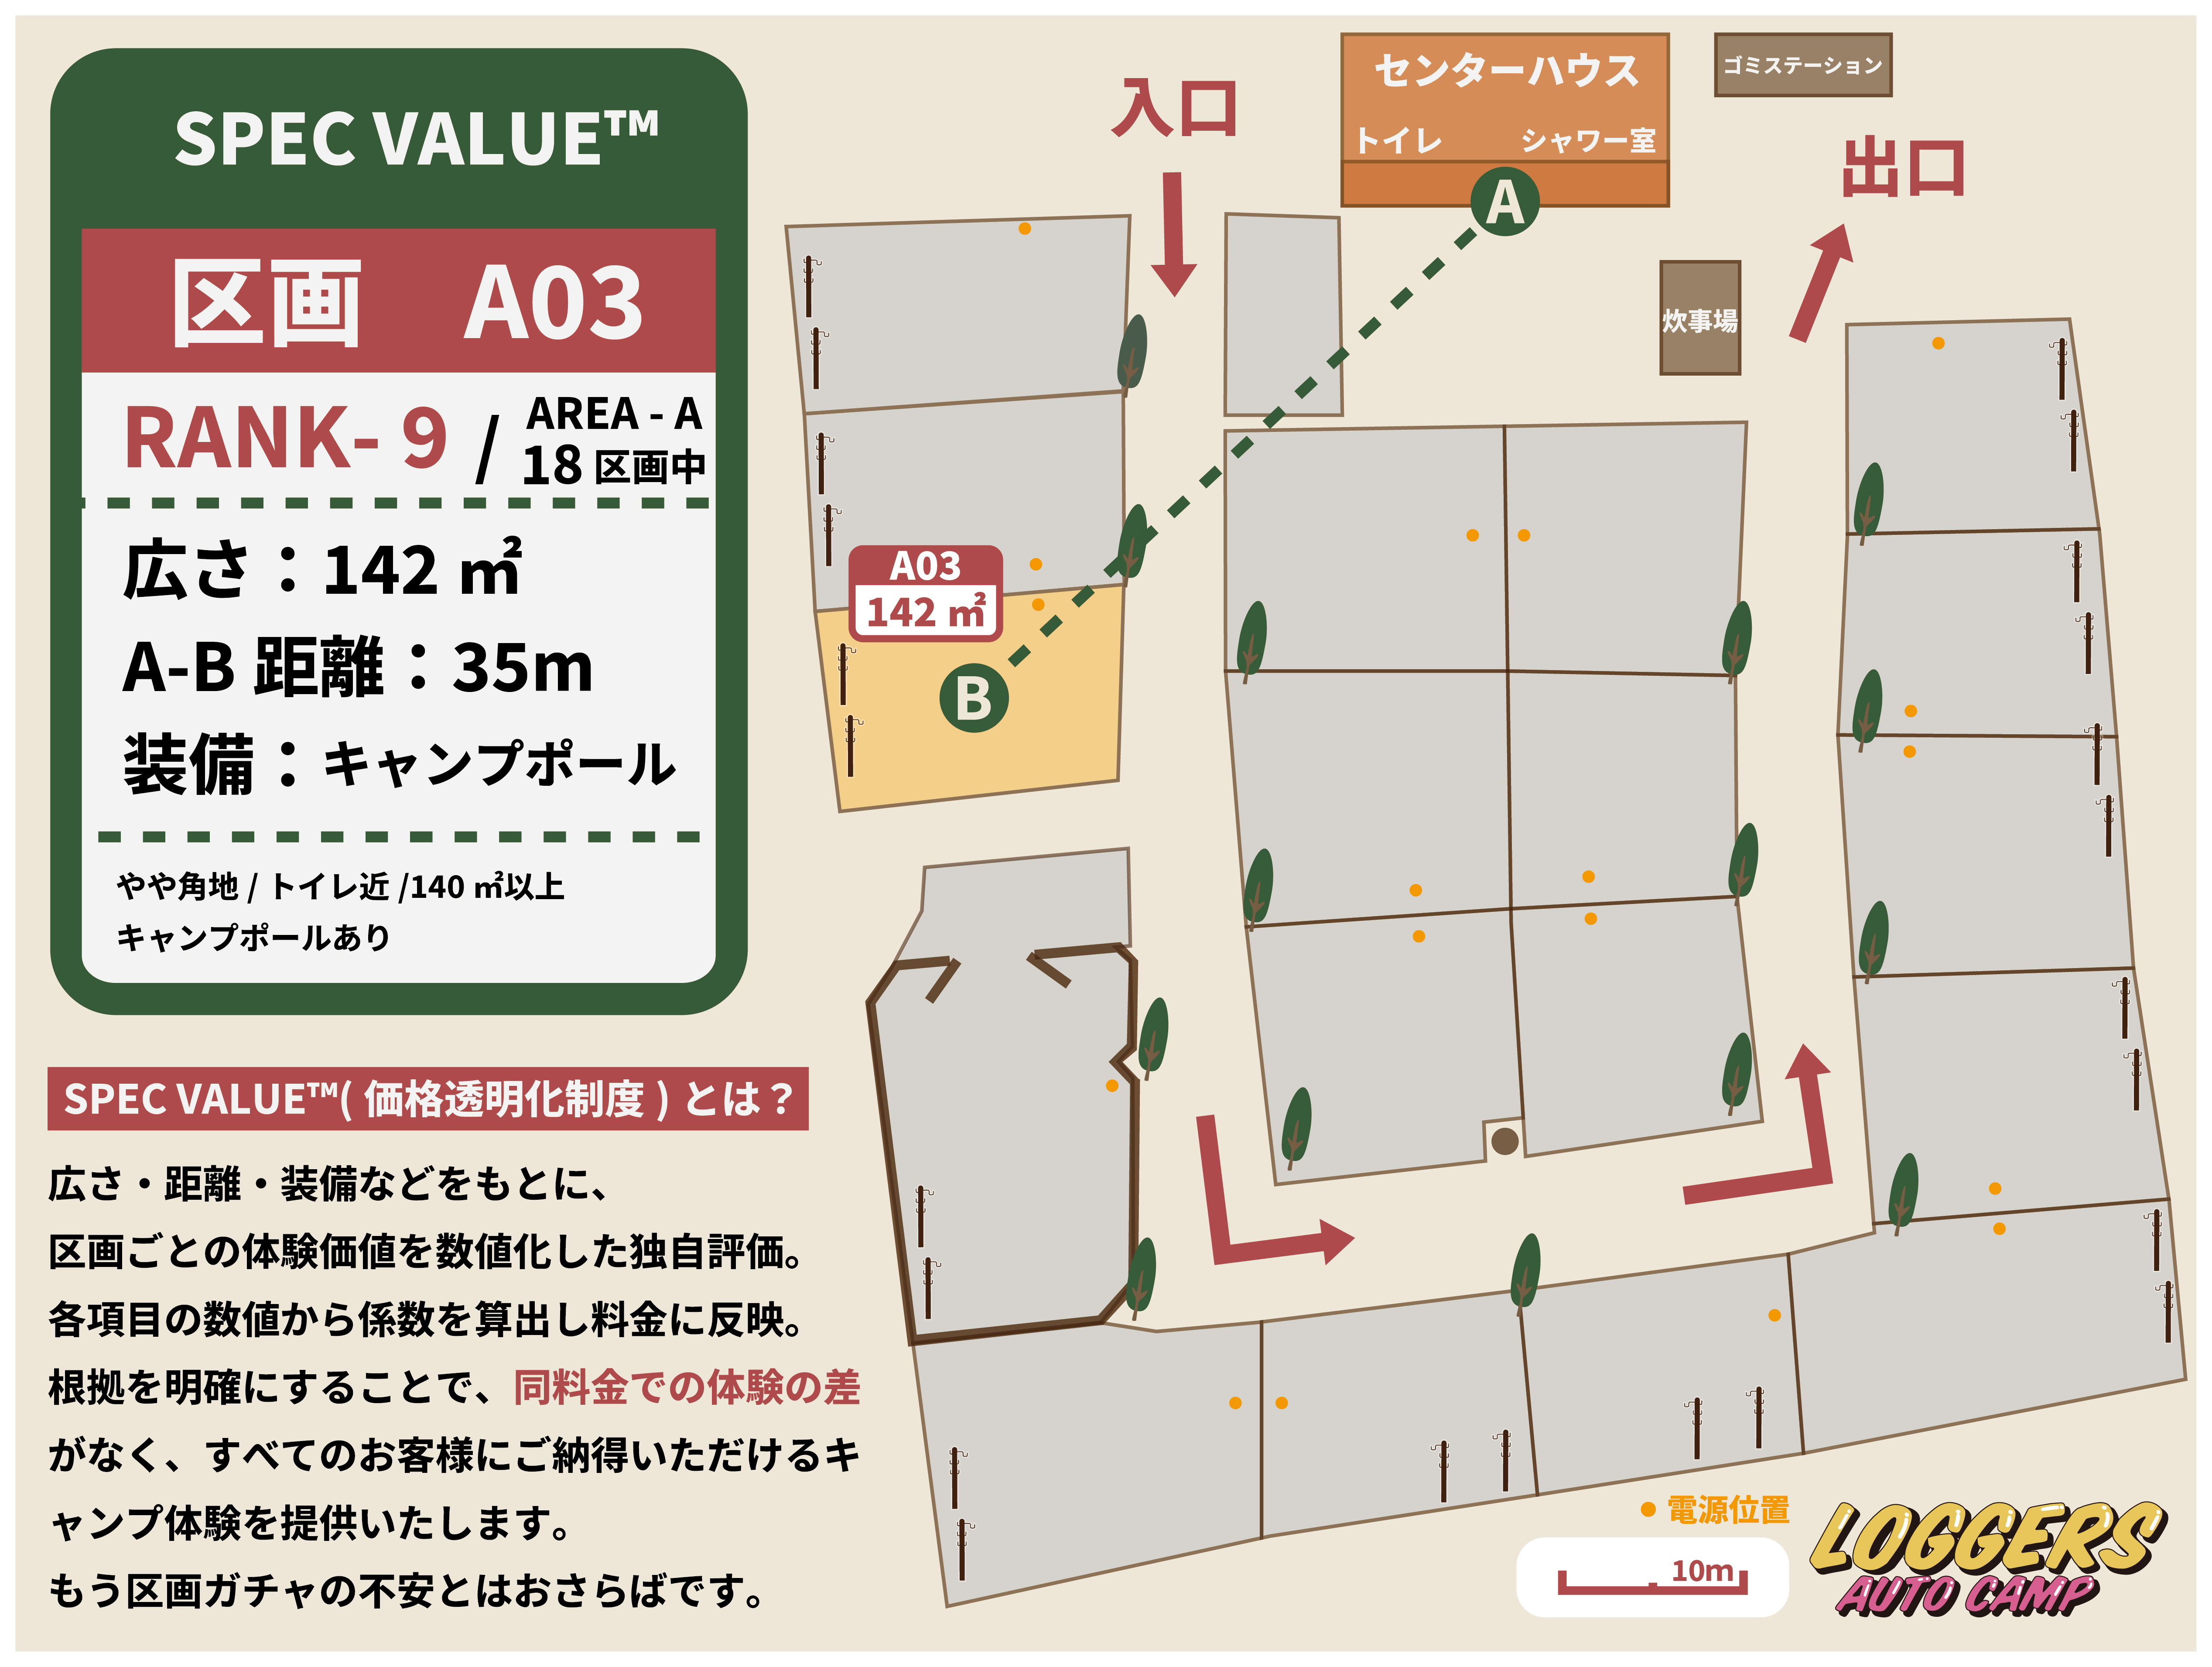 SPEC VALUE™
区画 A03
RANK- 9 / AREA - A
18 区画中
広さ：142 ㎡
A-B 距離：35m
装備：キャンプポール
やや角地 / トイレ近 /140 ㎡以上
キャンプポールあり
SPEC VALUE™( 価格透明化制度 ) とは？
広さ・距離・装備などをもとに、
区画ごとの体験価値を数値化した独自評価。
各項目の数値から係数を算出し料金に反映。
根拠を明確にすることで、同料金での体験の差
がなく、すべてのお客様にご納得いただけるキ
ャンプ体験を提供いたします。
もう区画ガチャの不安とはおさらばです。
入口
センターハウス
トイレ シャワー室
A
ゴミステーション
出口
炊事場
A03
142 ㎡
B
電源位置
10m
LOGGERS
AUTO CAMP